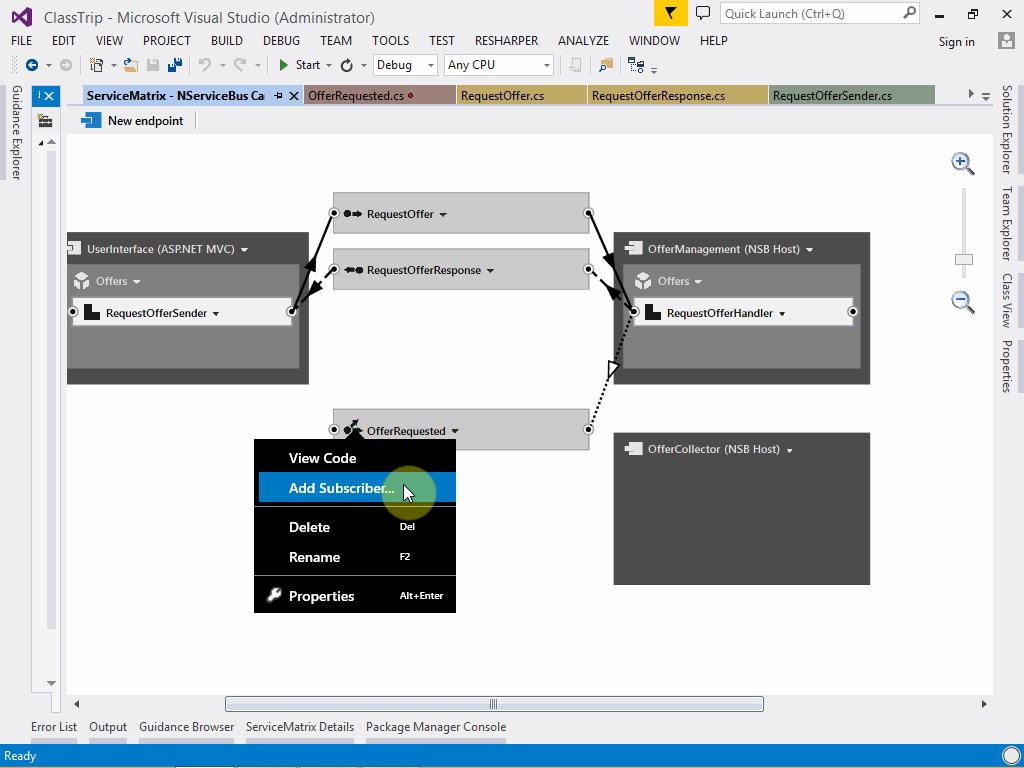 ClassTrip - Microsoft Visual Studio (Administrator)
Quick Launch (Ctrl+Q)
FILE EDIT VIEW PROJECT BUILD DEBUG TEAM TOOLS TEST RESHARPER ANALYZE WINDOW HELP
Sign in
Start Debug Any CPU
ServiceMatrix - NServiceBus Ca OfferRequested.cs RequestOffer.cs RequestOfferResponse.cs RequestOfferSender.cs
New endpoint
Guidance Explorer
Solution Explorer
Team Explorer
Class View
Properties
RequestOffer
UserInterface (ASP.NET MVC)
OfferManagement (NSB Host)
RequestOfferResponse
Offers
Offers
RequestOfferSender
RequestOfferHandler
OfferRequested
OfferCollector (NSB Host)
View Code
Add Subscriber...
Delete Del
Rename F2
Properties Alt+Enter
Error List Output Guidance Browser ServiceMatrix Details Package Manager Console
Ready